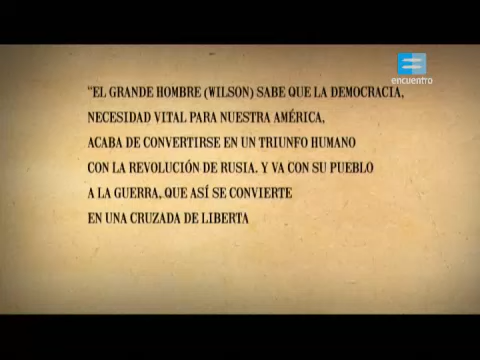 encuentro
"EL GRANDE HOMBRE (WILSON) SABE QUE LA DEMOCRACIA,
NECESIDAD VITAL PARA NUESTRA AMÉRICA,
ACABA DE CONVERTIRSE EN UN TRIUNFO HUMANO
CON LA REVOLUCIÓN DE RUSIA. Y VA CON SU PUEBLO
A LA GUERRA, QUE ASÍ SE CONVIERTE
EN UNA CRUZADA DE LIBERTA